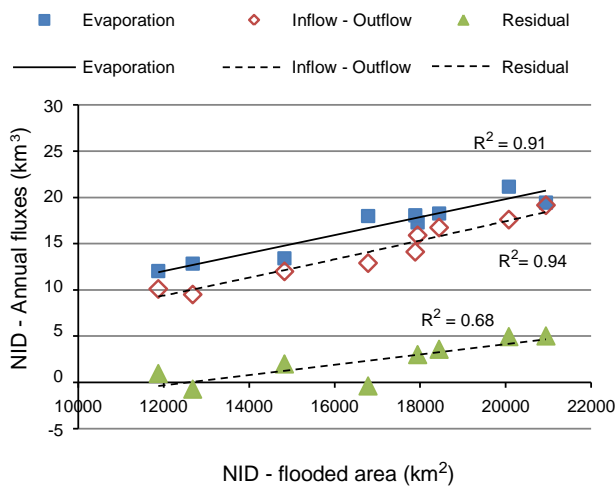 Evaporation Inflow - Outflow Residual
Evaporation Inflow - Outflow Residual
30
25
20
15
10
5
0
-5
NID - Annual fluxes (km³)
R² = 0.91
R² = 0.94
R² = 0.68
10000 12000 14000 16000 18000 20000 22000
NID - flooded area (km²)